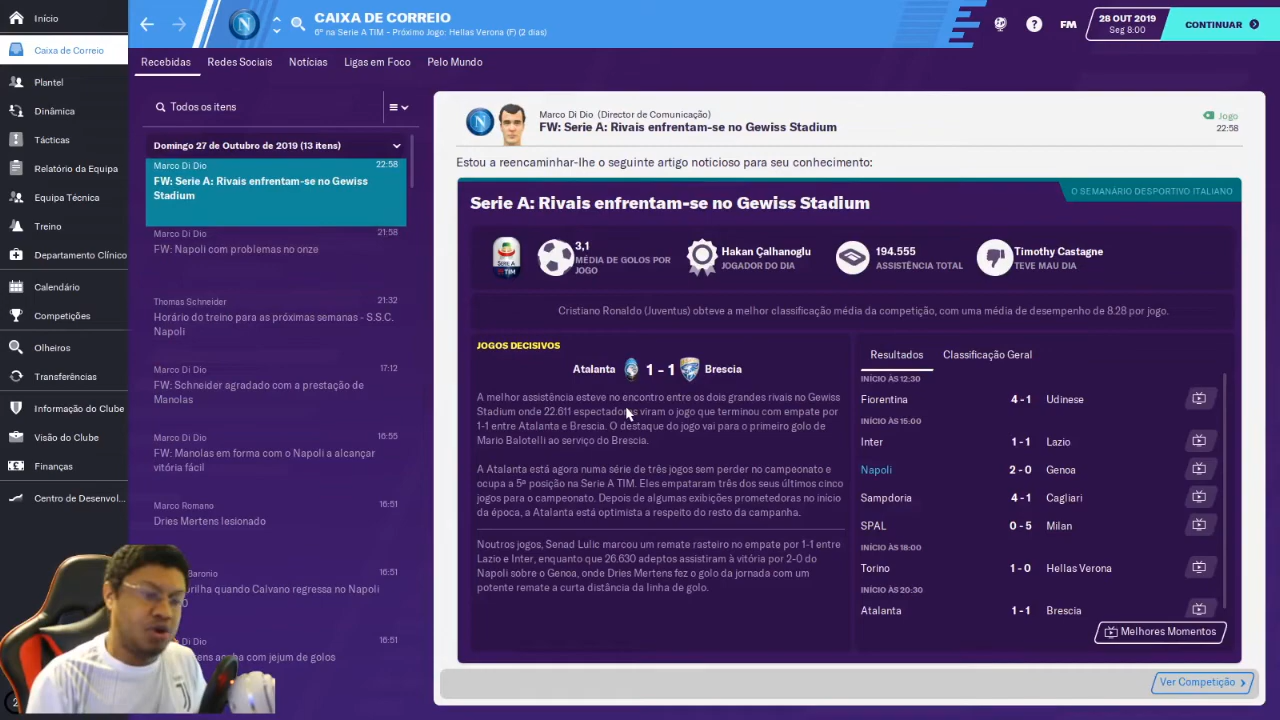 CAIXA DE CORREIO
6º na Serie A TIM - Próximo Jogo: Hellas Verona (F) (2 dias)
?
FM
28 OUT 2019
Seg 8:00
CONTINUAR
Início
Caixa de Correio
Plantel
Dinâmica
Tácticas
Relatório da Equipa
Equipa Técnica
Treino
Departamento Clínico
Calendário
Competições
Olheiros
Transferências
Informação do Clube
Visão do Clube
Finanças
Centro de Desenvol...
Recebidas
Redes Sociais
Notícias
Ligas em Foco
Pelo Mundo
Todos os itens
Domingo 27 de Outubro de 2019 (13 itens)
Marco Di Dio 22:58
FW: Serie A: Rivais enfrentam-se no Gewiss
Stadium
Marco Di Dio 21:58
FW: Napoli com problemas no onze
Thomas Schneider 21:32
Horário do treino para as próximas semanas - S.S.C.
Napoli
Marco Di Dio 17:12
FW: Schneider agradado com a prestação de
Manolas
Marco Di Dio 16:55
FW: Manolas em forma com o Napoli a alcançar
vitória fácil
Marco Romano 16:51
Dries Mertens lesionado
Baronio 16:51
quando Calvano regressa no Napoli
Di Dio 16:51
com jejum de golos
Marco Di Dio (Director de Comunicação)
FW: Serie A: Rivais enfrentam-se no Gewiss Stadium
Jogo
22:58
Estou a reencaminhar-lhe o seguinte artigo noticioso para seu conhecimento:
O SEMANÁRIO DESPORTIVO ITALIANO
Serie A: Rivais enfrentam-se no Gewiss Stadium
SERIE A
TIM
3,1
MÉDIA DE GOLOS POR
JOGO
Hakan Çalhanoglu
JOGADOR DO DIA
194.555
ASSISTÊNCIA TOTAL
Timothy Castagne
TEVE MAU DIA
Cristiano Ronaldo (Juventus) obteve a melhor classificação média da competição, com uma média de desempenho de 8.28 por jogo.
JOGOS DECISIVOS
Atalanta 1 - 1 Brescia
A melhor assistência esteve no encontro entre os dois grandes rivais no Gewiss
Stadium onde 22.611 espectadores viram o jogo que terminou com empate por
1-1 entre Atalanta e Brescia. O destaque do jogo vai para o primeiro golo de
Mario Balotelli ao serviço do Brescia.
A Atalanta está agora numa série de três jogos sem perder no campeonato e
ocupa a 5ª posição na Serie A TIM. Eles empataram três dos seus últimos cinco
jogos para o campeonato. Depois de algumas exibições prometedoras no início
da época, a Atalanta está optimista a respeito do resto da campanha.
Noutros jogos, Senad Lulic marcou um remate rasteiro no empate por 1-1 entre
Lazio e Inter, enquanto que 26.630 adeptos assistiram à vitória por 2-0 do
Napoli sobre o Genoa, onde Dries Mertens fez o golo da jornada com um
potente remate a curta distância da linha de golo.
Resultados
Classificação Geral
INÍCIO ÀS 12:30
Fiorentina 4 - 1 Udinese
INÍCIO ÀS 15:00
Inter 1 - 1 Lazio
Napoli 2 - 0 Genoa
Sampdoria 4 - 1 Cagliari
SPAL 0 - 5 Milan
INÍCIO ÀS 18:00
Torino 1 - 0 Hellas Verona
INÍCIO ÀS 20:30
Atalanta 1 - 1 Brescia
Melhores Momentos
Ver Competição